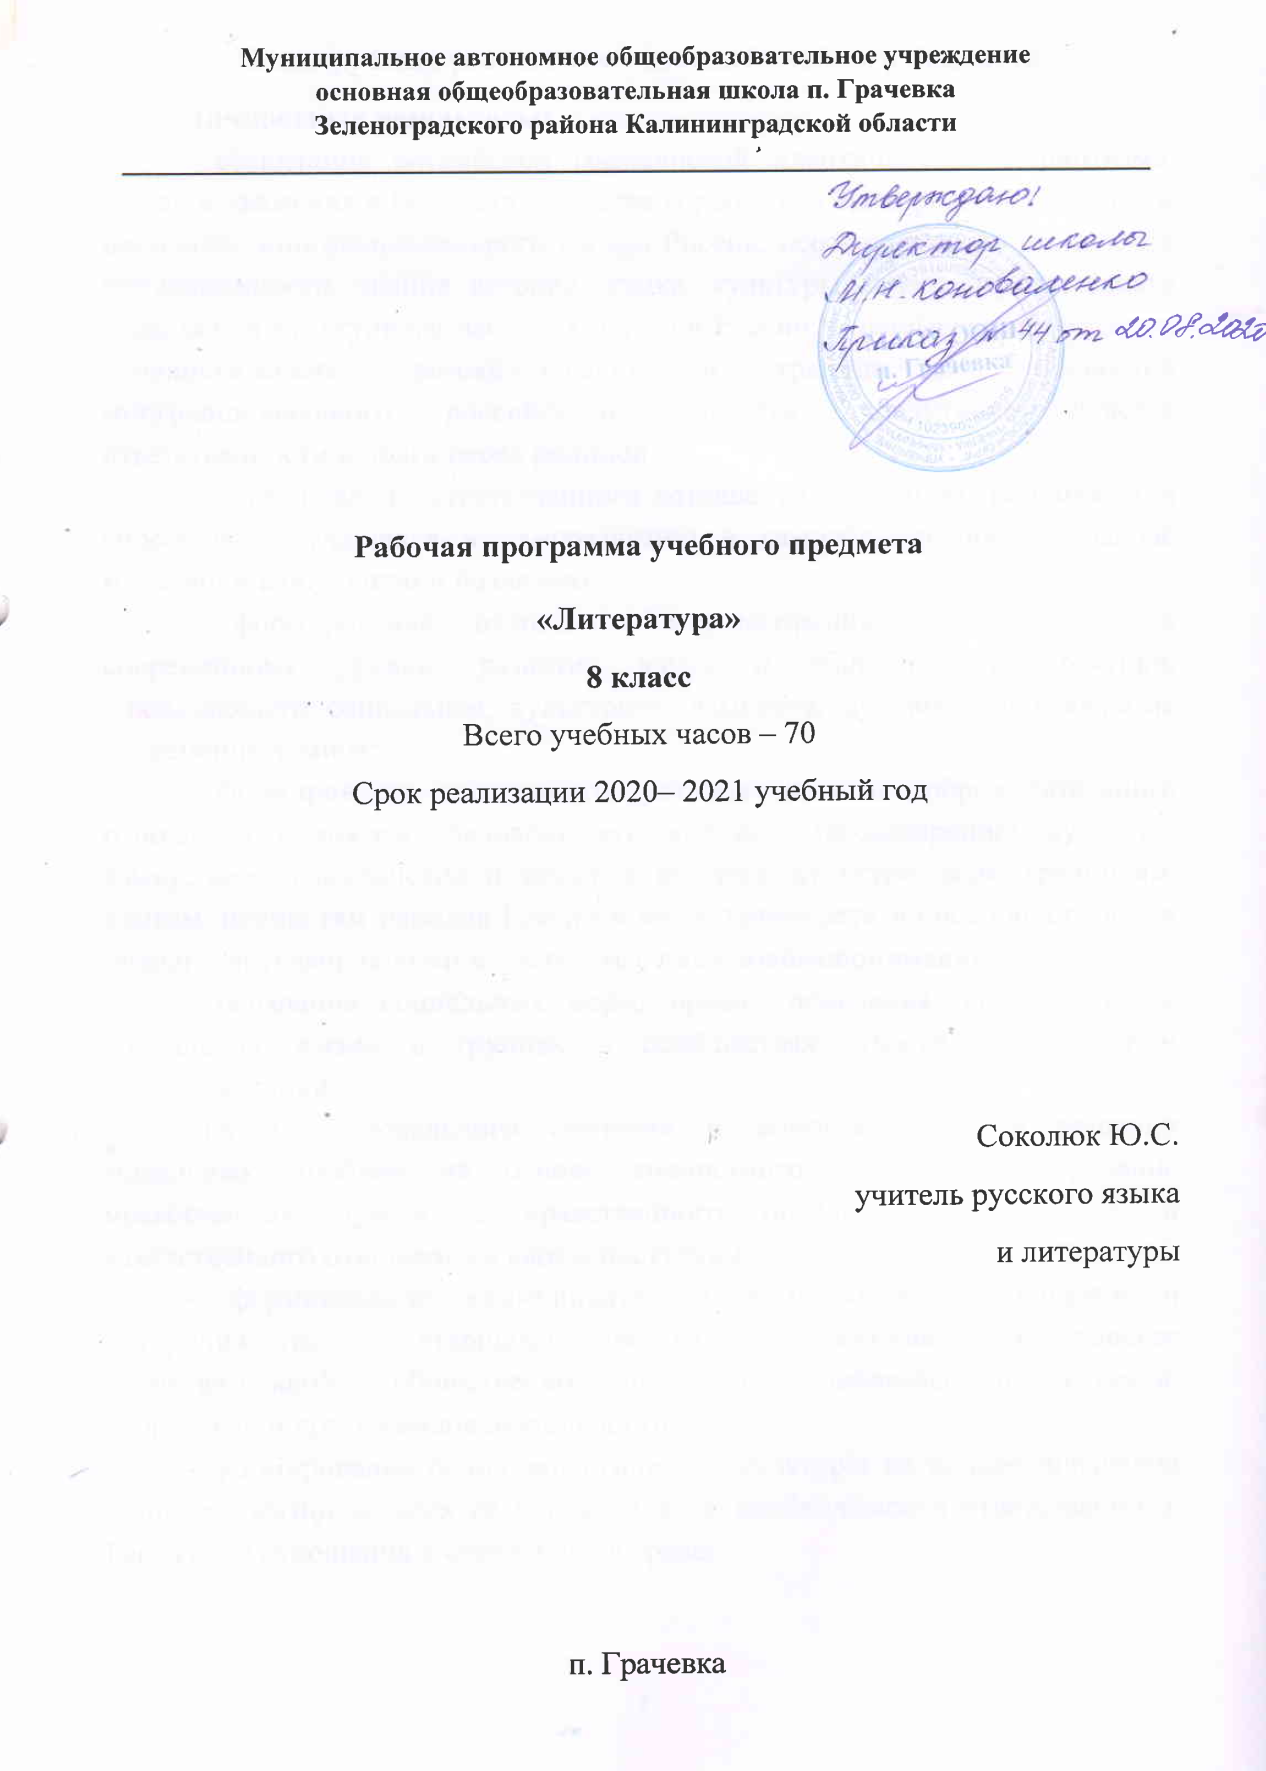 Муниципальное автономное общеобразовательное учреждение
основная общеобразовательная школа п. Грачевка
Зеленоградского района Калининградской области
Утверждаю!
Директор школы
М.Н. Коноваленко
Приказ № 44 от 20.08.2020
п. Грачевка
Рабочая программа учебного предмета
«Литература»
8 класс
Всего учебных часов – 70
Срок реализации 2020– 2021 учебный год
Соколюк Ю.С.
учитель русского языка
и литературы
п. Грачевка